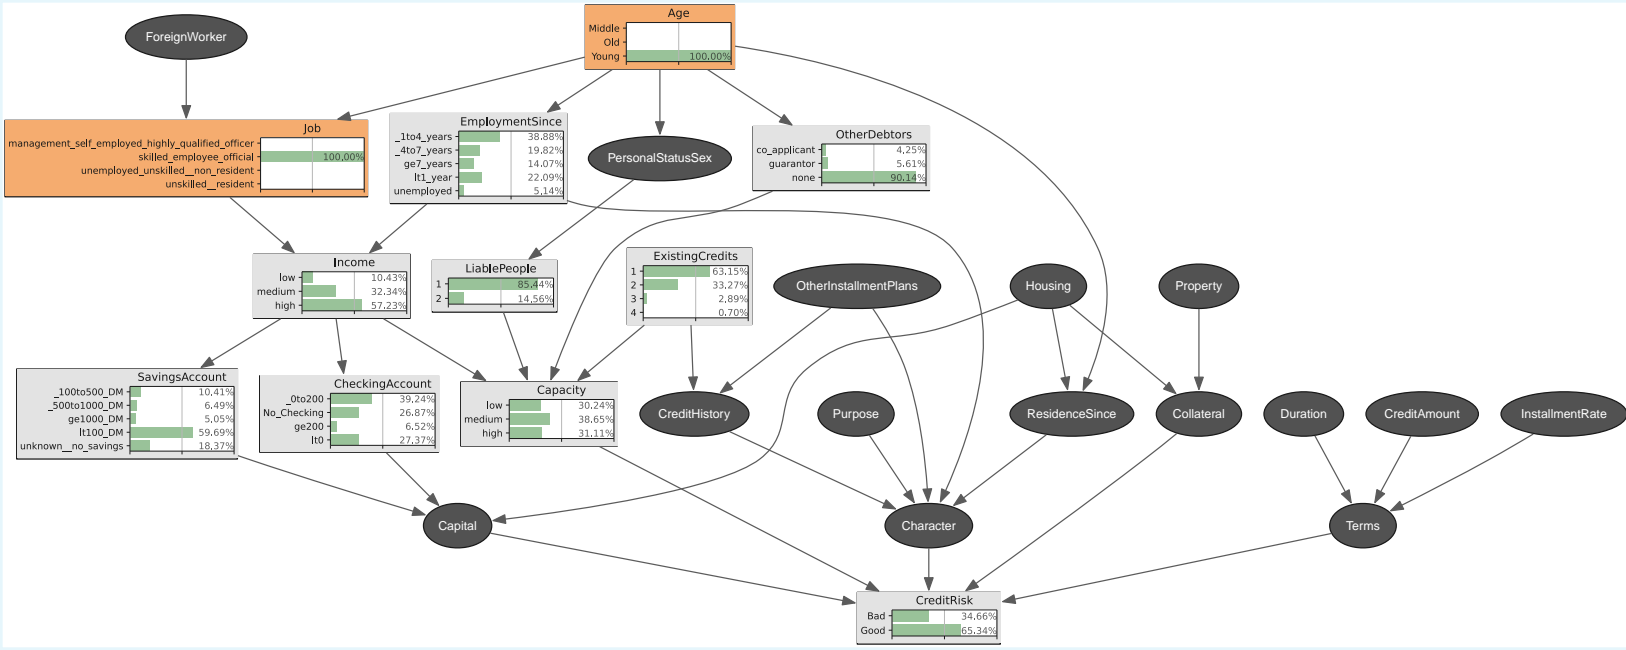 ForeignWorker
Age
Middle
Old
Young 100,00%
Job
management_self_employed_highly_qualified_officer
skilled_employee_official 100,00%
unemployed_unskilled__non_resident
unskilled__resident
EmploymentSince
_1to4_years 38.88%
_4to7_years 19.82%
ge7_years 14.07%
lt1_year 22.09%
unemployed 5,14%
PersonalStatusSex
OtherDebtors
co_applicant 4,25%
guarantor 5.61%
none 90,14%
Income
low 10.43%
medium 32.34%
high 57.23%
LiablePeople
1 85,44%
2 14,56%
ExistingCredits
1 63,15%
2 33,27%
3 2,89%
4 0.70%
OtherInstallmentPlans
Housing
Property
SavingsAccount
_100to500_DM 10,41%
_500to1000_DM 6,49%
ge1000_DM 5,05%
lt100_DM 59,69%
unknown__no_savings 18,37%
CheckingAccount
_0to200 39,24%
No_Checking 26.87%
ge200 6,52%
lt0 27,37%
Capacity
low 30,24%
medium 38,65%
high 31,11%
CreditHistory
Purpose
ResidenceSince
Collateral
Duration
CreditAmount
InstallmentRate
Capital
Character
Terms
CreditRisk
Bad 34,66%
Good 65.34%